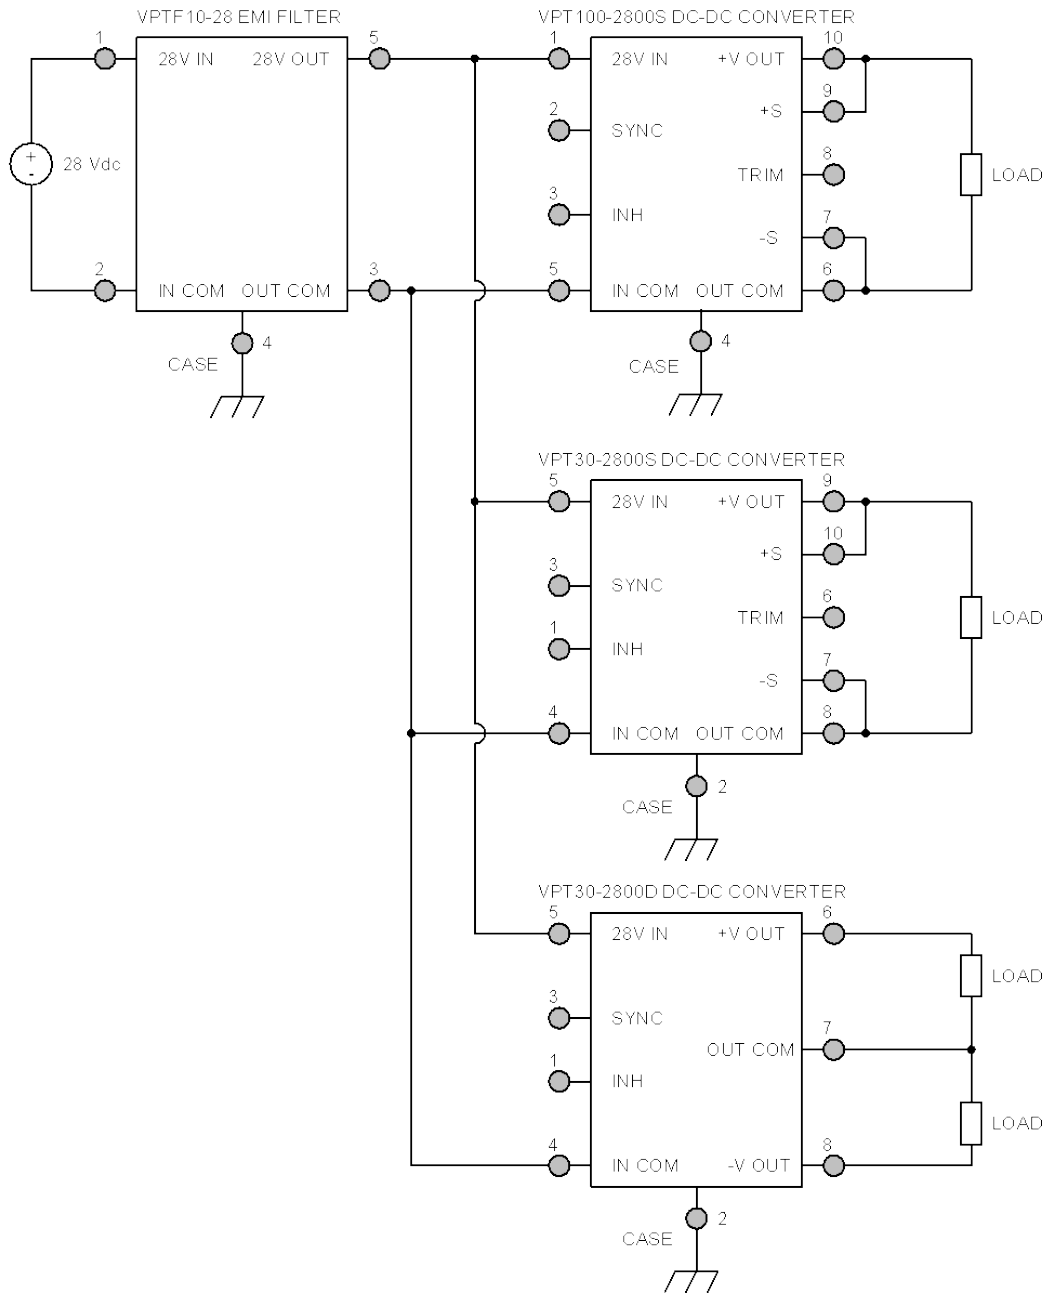 VPTF10-28 EMI FILTER
1
28V IN
28V OUT
5
+
-
28 Vdc
2
IN COM
OUT COM
3
4
CASE
VPT100-2800S DC-DC CONVERTER
1
28V IN
+V OUT
10
9
+S
2
SYNC
8
TRIM
LOAD
3
INH
7
-S
5
IN COM
OUT COM
6
4
CASE
VPT30-2800S DC-DC CONVERTER
5
28V IN
+V OUT
9
10
+S
3
SYNC
6
TRIM
LOAD
1
INH
7
-S
4
IN COM
OUT COM
8
2
CASE
VPT30-2800D DC-DC CONVERTER
5
28V IN
+V OUT
6
LOAD
3
SYNC
7
OUT COM
1
INH
LOAD
4
IN COM
-V OUT
8
2
CASE